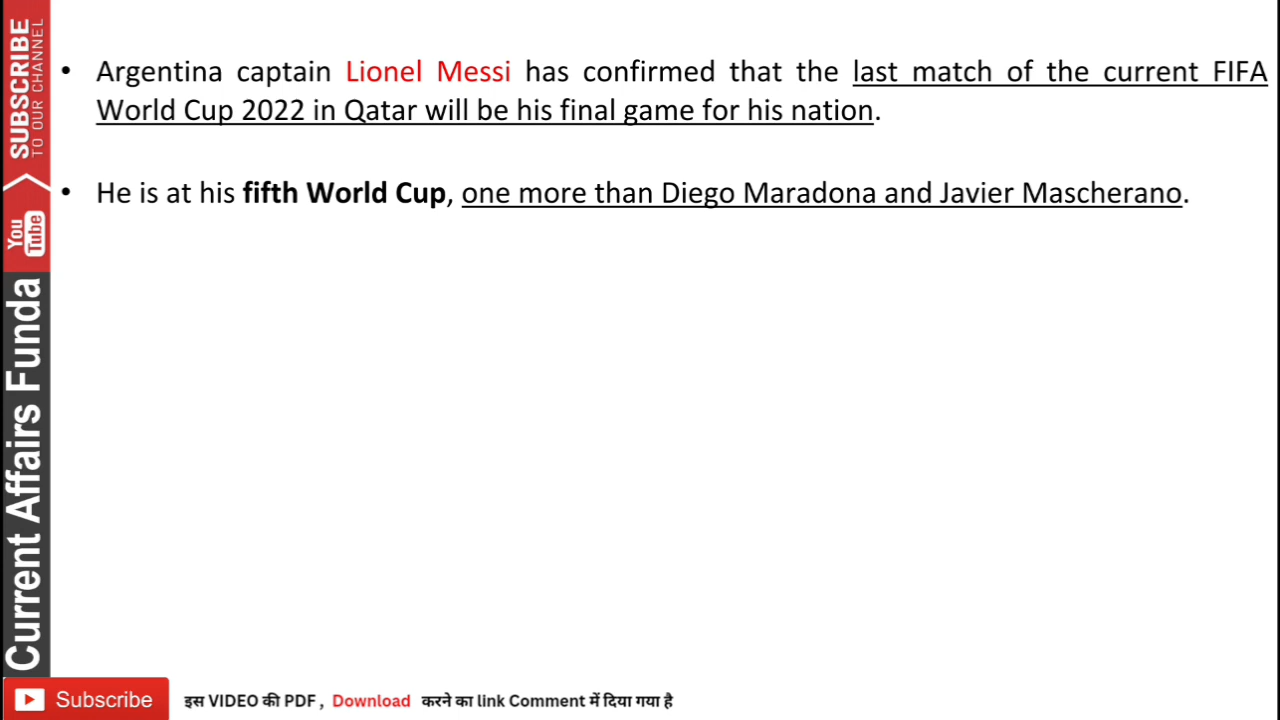 SUBSCRIBE
TO OUR CHANNEL
You
Tube
Current Affairs Funda
• Argentina captain Lionel Messi has confirmed that the last match of the current FIFA
World Cup 2022 in Qatar will be his final game for his nation.
• He is at his fifth World Cup, one more than Diego Maradona and Javier Mascherano.
Subscribe
इस VIDEO की PDF , Download करने का link Comment में दिया गया है